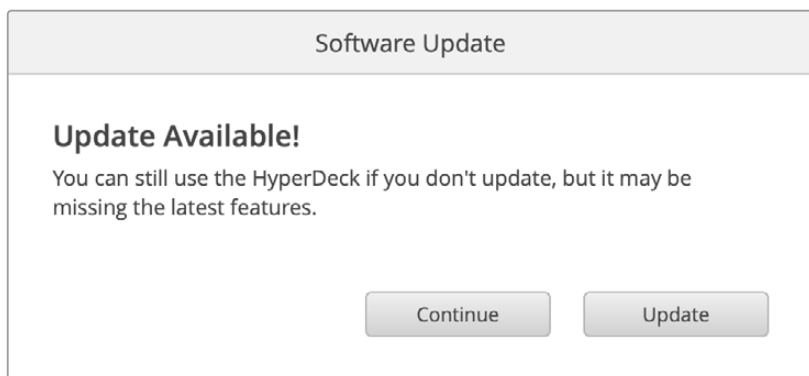 Software Update
Update Available!
You can still use the HyperDeck if you don't update, but it may be
missing the latest features.
Continue
Update